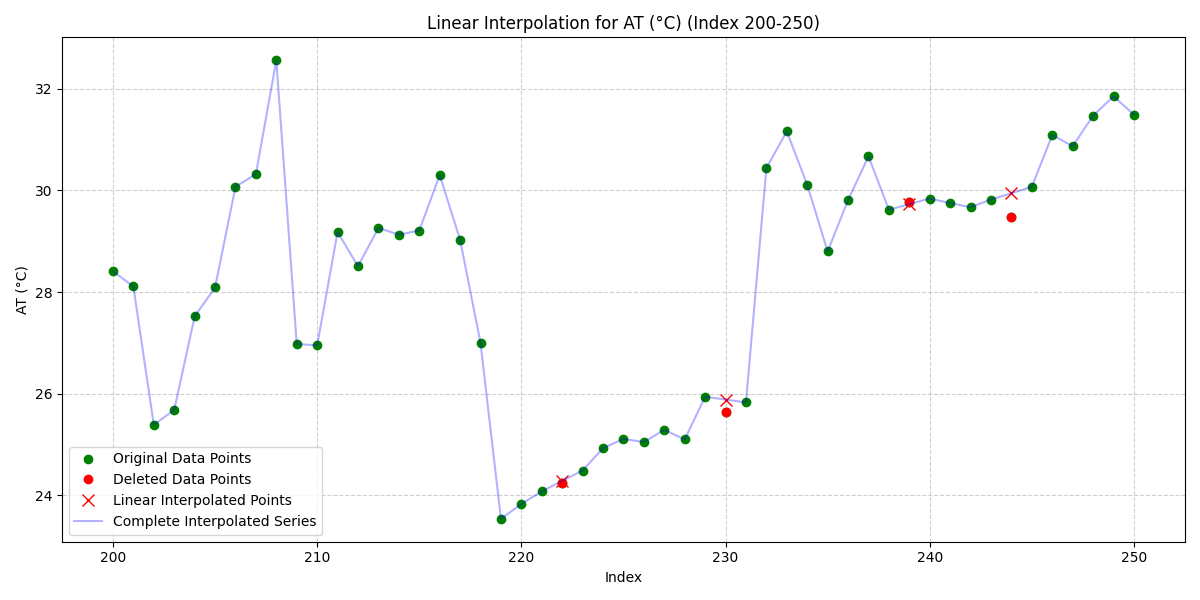 Linear Interpolation for AT (°C) (Index 200-250)
AT (°C)
32
30
28
26
24
Original Data Points
Deleted Data Points
Linear Interpolated Points
Complete Interpolated Series
200 210 220 230 240 250
Index